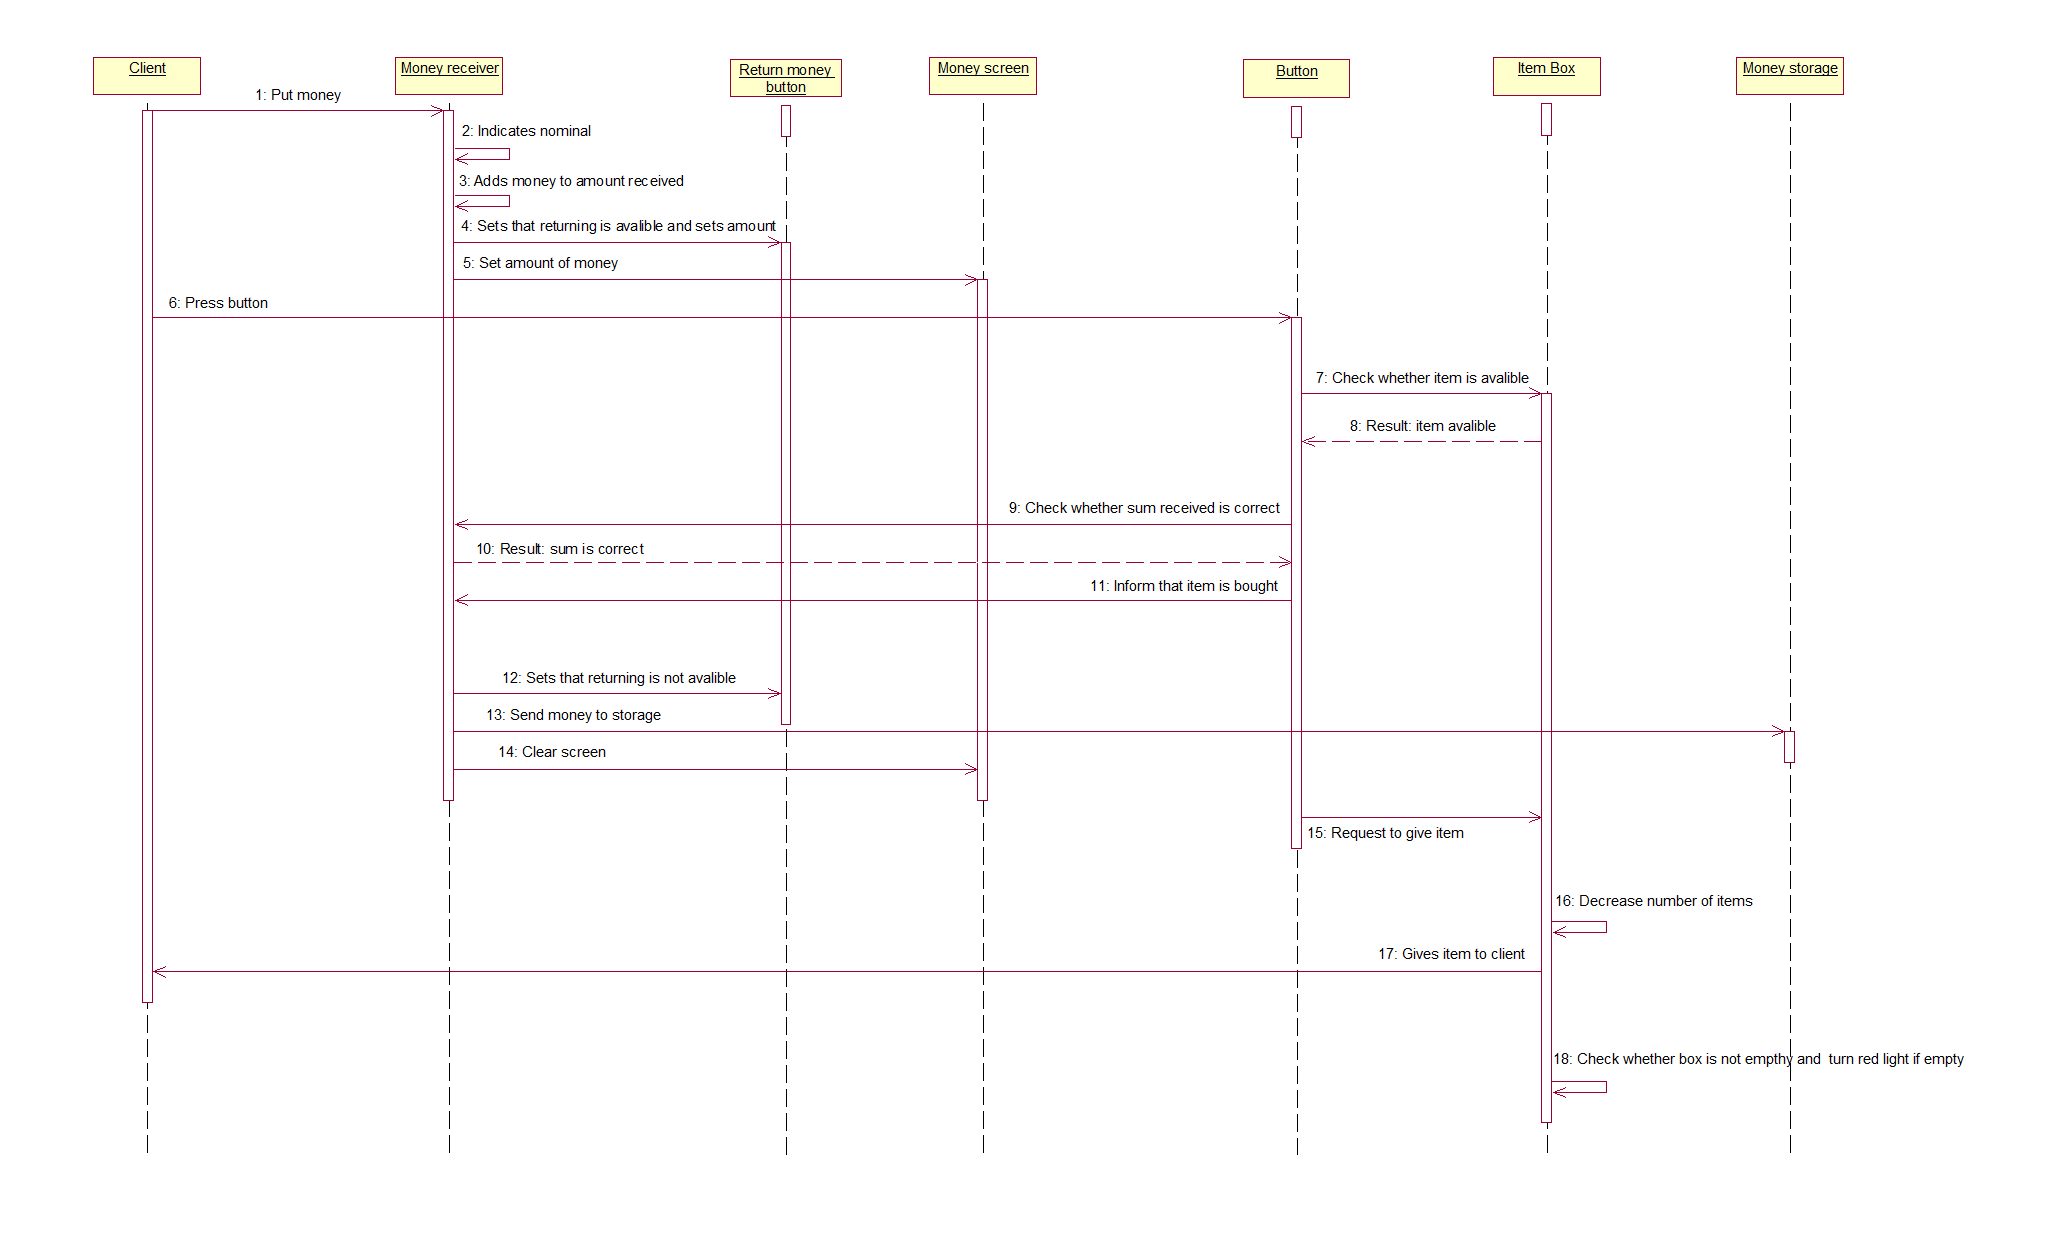 Client
Money receiver
Return money
button
Money screen
Button
Item Box
Money storage
1: Put money
2: Indicates nominal
3: Adds money to amount received
4: Sets that returning is avalible and sets amount
5: Set amount of money
6: Press button
7: Check whether item is avalible
8: Result: item avalible
9: Check whether sum received is correct
10: Result: sum is correct
11: Inform that item is bought
12: Sets that returning is not avalible
13: Send money to storage
14: Clear screen
15: Request to give item
16: Decrease number of items
17: Gives item to client
18: Check whether box is not empthy and  turn red light if empty